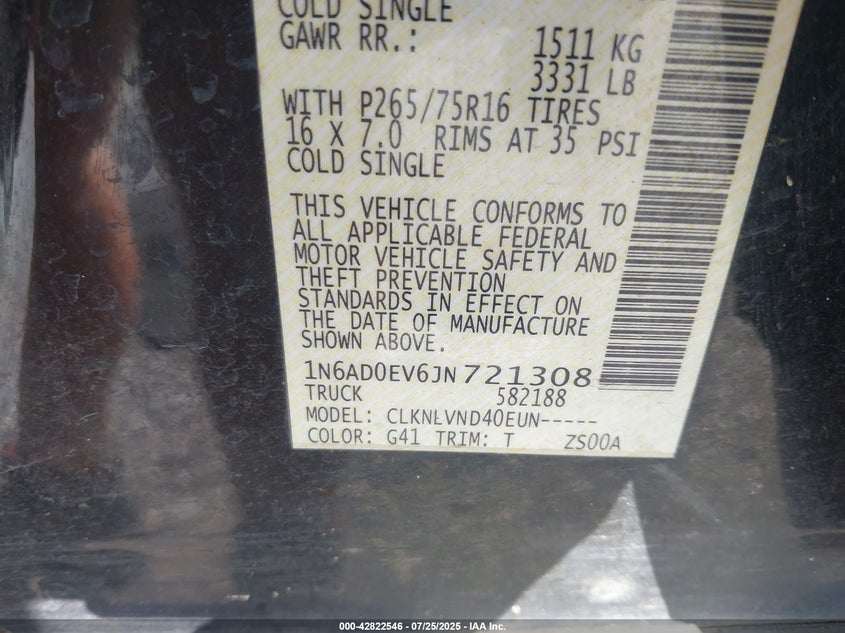 COLD SINGLE
GAWR RR.: 1511 KG
3331 LB
WITH P265/75R16 TIRES
16 X 7.0 RIMS AT 35 PSI
COLD SINGLE
THIS VEHICLE CONFORMS TO
ALL APPLICABLE FEDERAL
MOTOR VEHICLE SAFETY AND
THEFT PREVENTION
STANDARDS IN EFFECT ON
THE DATE OF MANUFACTURE
SHOWN ABOVE.
1N6AD0EV6JN721308
TRUCK 582188
MODEL: CLKNLVND40EUN-----
COLOR: G41 TRIM: T ZS00A
000-42822546 - 07/25/2025 - IAA Inc.